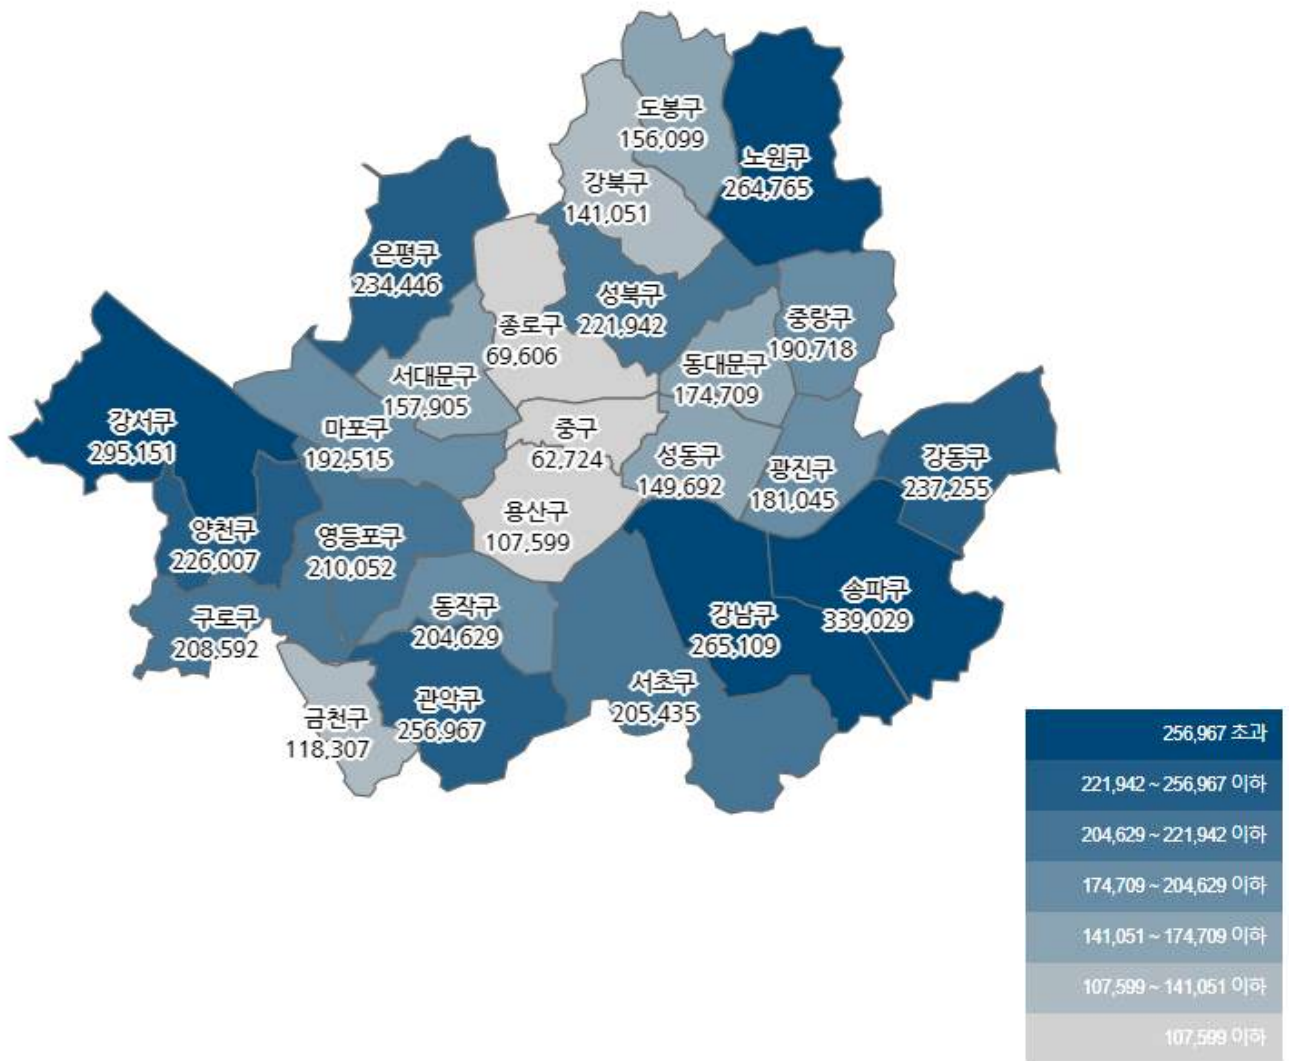 도봉구
156,099
노원구
264,765
강북구
141,051
은평구
234,446
성북구
221,942
종로구
69,606
중랑구
190,718
서대문구
157,905
동대문구
174,709
강서구
295,151
마포구
192,515
중구
62,724
성동구
149,692
광진구
181,045
강동구
237,255
양천구
226,007
영등포구
210,052
용산구
107,599
구로구
208,592
동작구
204,629
강남구
265,109
송파구
339,029
금천구
118,307
관악구
256,967
서초구
205,435
256,967 초과
221,942 ~ 256,967 이하
204,629 ~ 221,942 이하
174,709 ~ 204,629 이하
141,051 ~ 174,709 이하
107,599 ~ 141,051 이하
107,599 이하